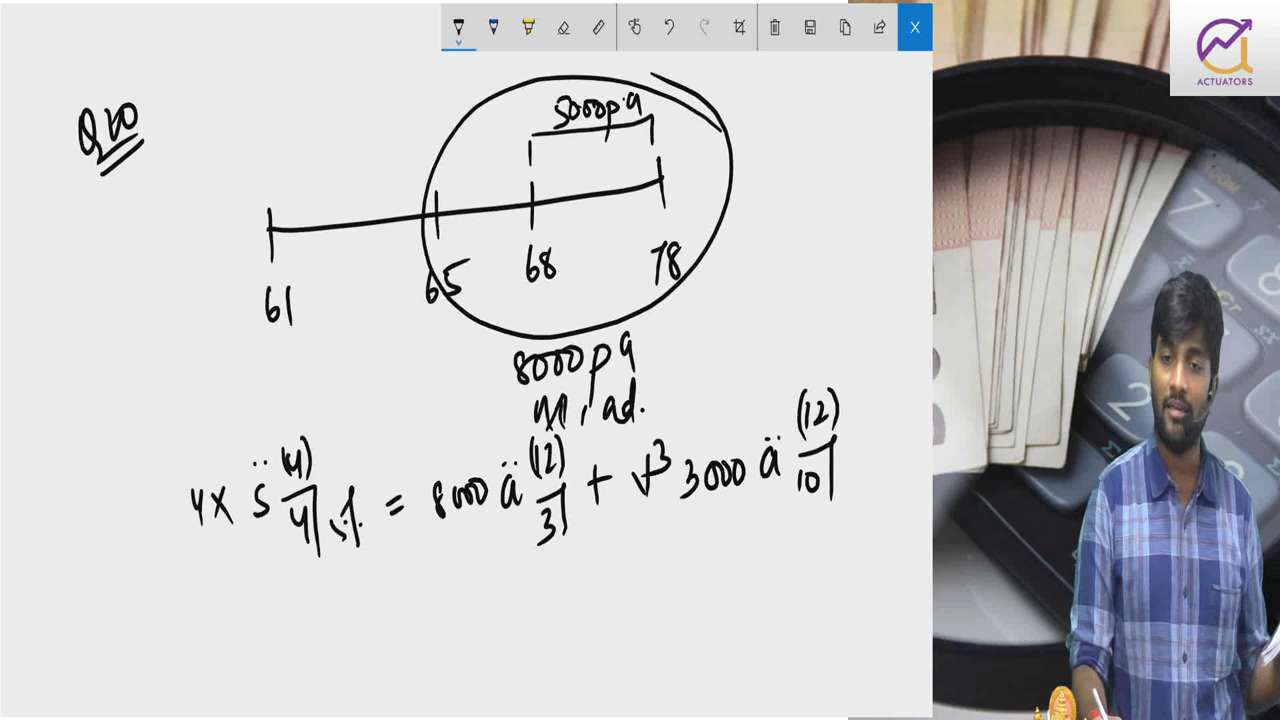 Q10
5000 p.a
61 65 68 78
8000 p a
m, ad.
4 x s̈ (4) 4| 5% = 8000 ä (12) 3| + v³ 3000 ä (12) 10|
ACTUATORS